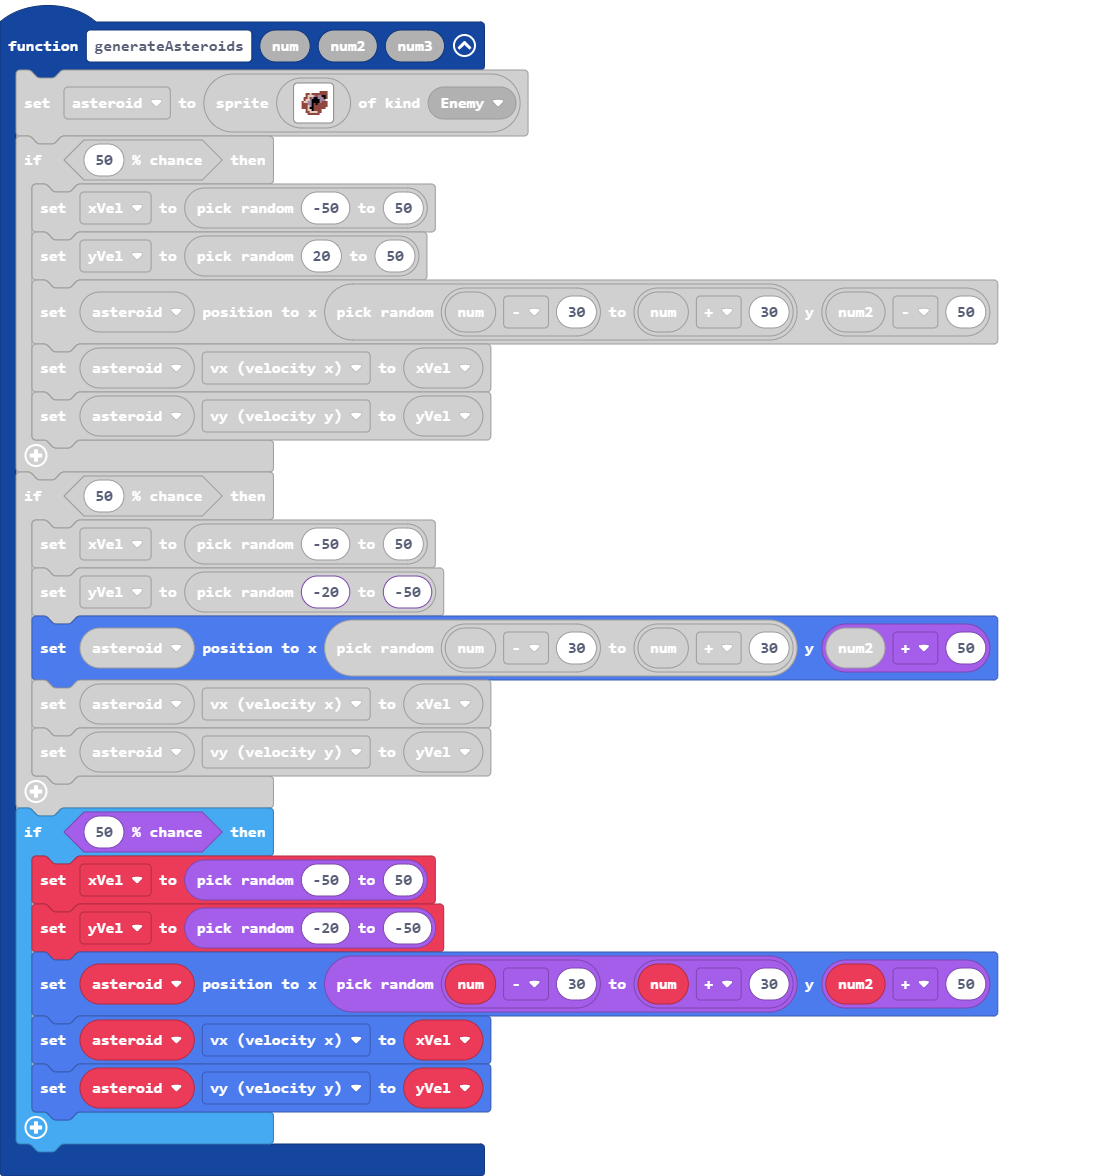 function generateAsteroids num num2 num3
set asteroid to sprite of kind Enemy
if 50 % chance then
set xVel to pick random -50 to 50
set yVel to pick random 20 to 50
set asteroid position to x pick random num - 30 to num + 30 y num2 - 50
set asteroid vx (velocity x) to xVel
set asteroid vy (velocity y) to yVel
if 50 % chance then
set xVel to pick random -50 to 50
set yVel to pick random -20 to -50
set asteroid position to x pick random num - 30 to num + 30 y num2 + 50
set asteroid vx (velocity x) to xVel
set asteroid vy (velocity y) to yVel
if 50 % chance then
set xVel to pick random -50 to 50
set yVel to pick random -20 to -50
set asteroid position to x pick random num - 30 to num + 30 y num2 + 50
set asteroid vx (velocity x) to xVel
set asteroid vy (velocity y) to yVel